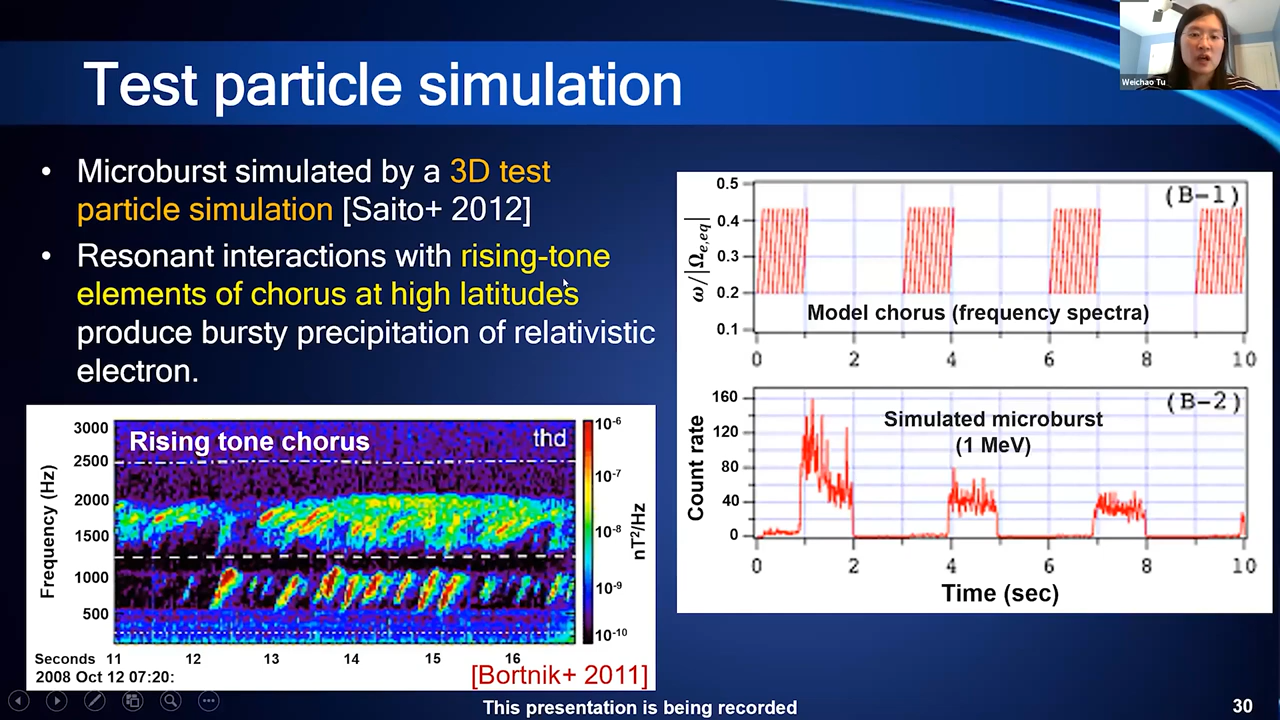 Weichao Tu
Test particle simulation
• Microburst simulated by a 3D test
particle simulation [Saito+ 2012]
• Resonant interactions with rising-tone
elements of chorus at high latitudes
produce bursty precipitation of relativistic
electron.
Rising tone chorus
thd
Frequency (Hz)
3000
2500
2000
1500
1000
500
10⁻⁶
10⁻⁷
10⁻⁸
10⁻⁹
10⁻¹⁰
nT²/Hz
Seconds 11 12 13 14 15 16
2008 Oct 12 07:20:
[Bortnik+ 2011]
(B-1)
ω/|Ωe,eq|
0.5
0.4
0.3
0.2
0.1
Model chorus (frequency spectra)
0 2 4 6 8 10
(B-2)
Count rate
160
120
80
40
0
Simulated microburst
(1 MeV)
0 2 4 6 8 10
Time (sec)
This presentation is being recorded
30